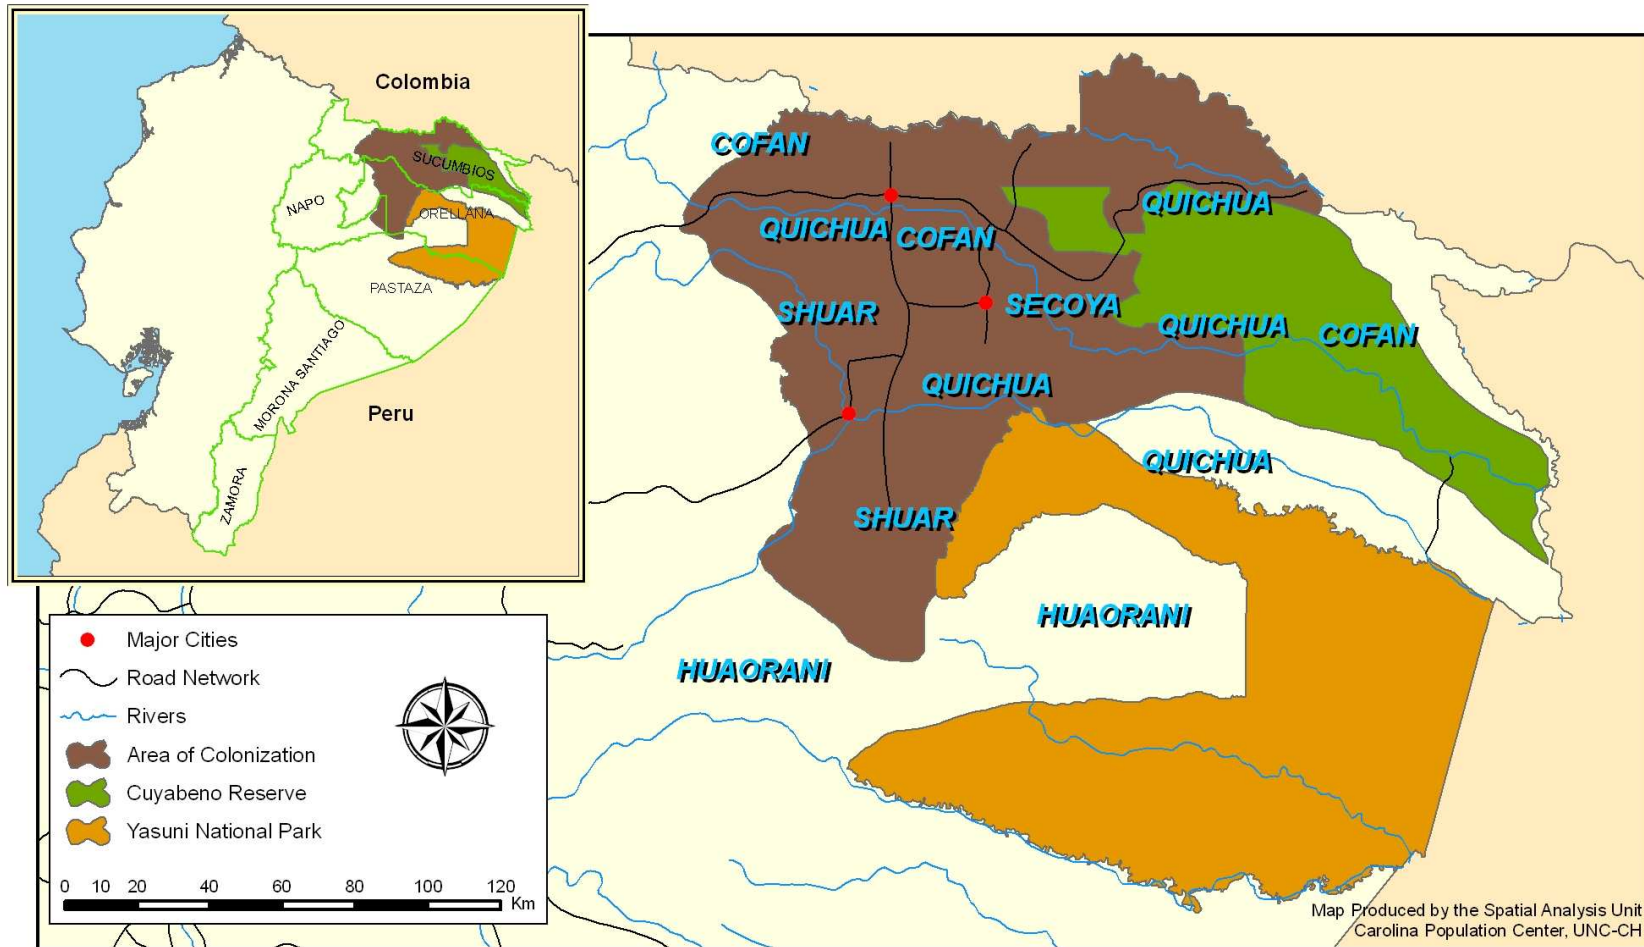 Colombia
SUCUMBIOS
NAPO
ORELLANA
PASTAZA
MORONA SANTIAGO
Peru
ZAMORA
COFAN
QUICHUA
QUICHUA
COFAN
SHUAR
SECOYA
QUICHUA
COFAN
QUICHUA
QUICHUA
SHUAR
HUAORANI
HUAORANI
Major Cities
Road Network
Rivers
Area of Colonization
Cuyabeno Reserve
Yasuni National Park
0 10 20 40 60 80 100 120
Km
Map Produced by the Spatial Analysis Unit
Carolina Population Center, UNC-CH